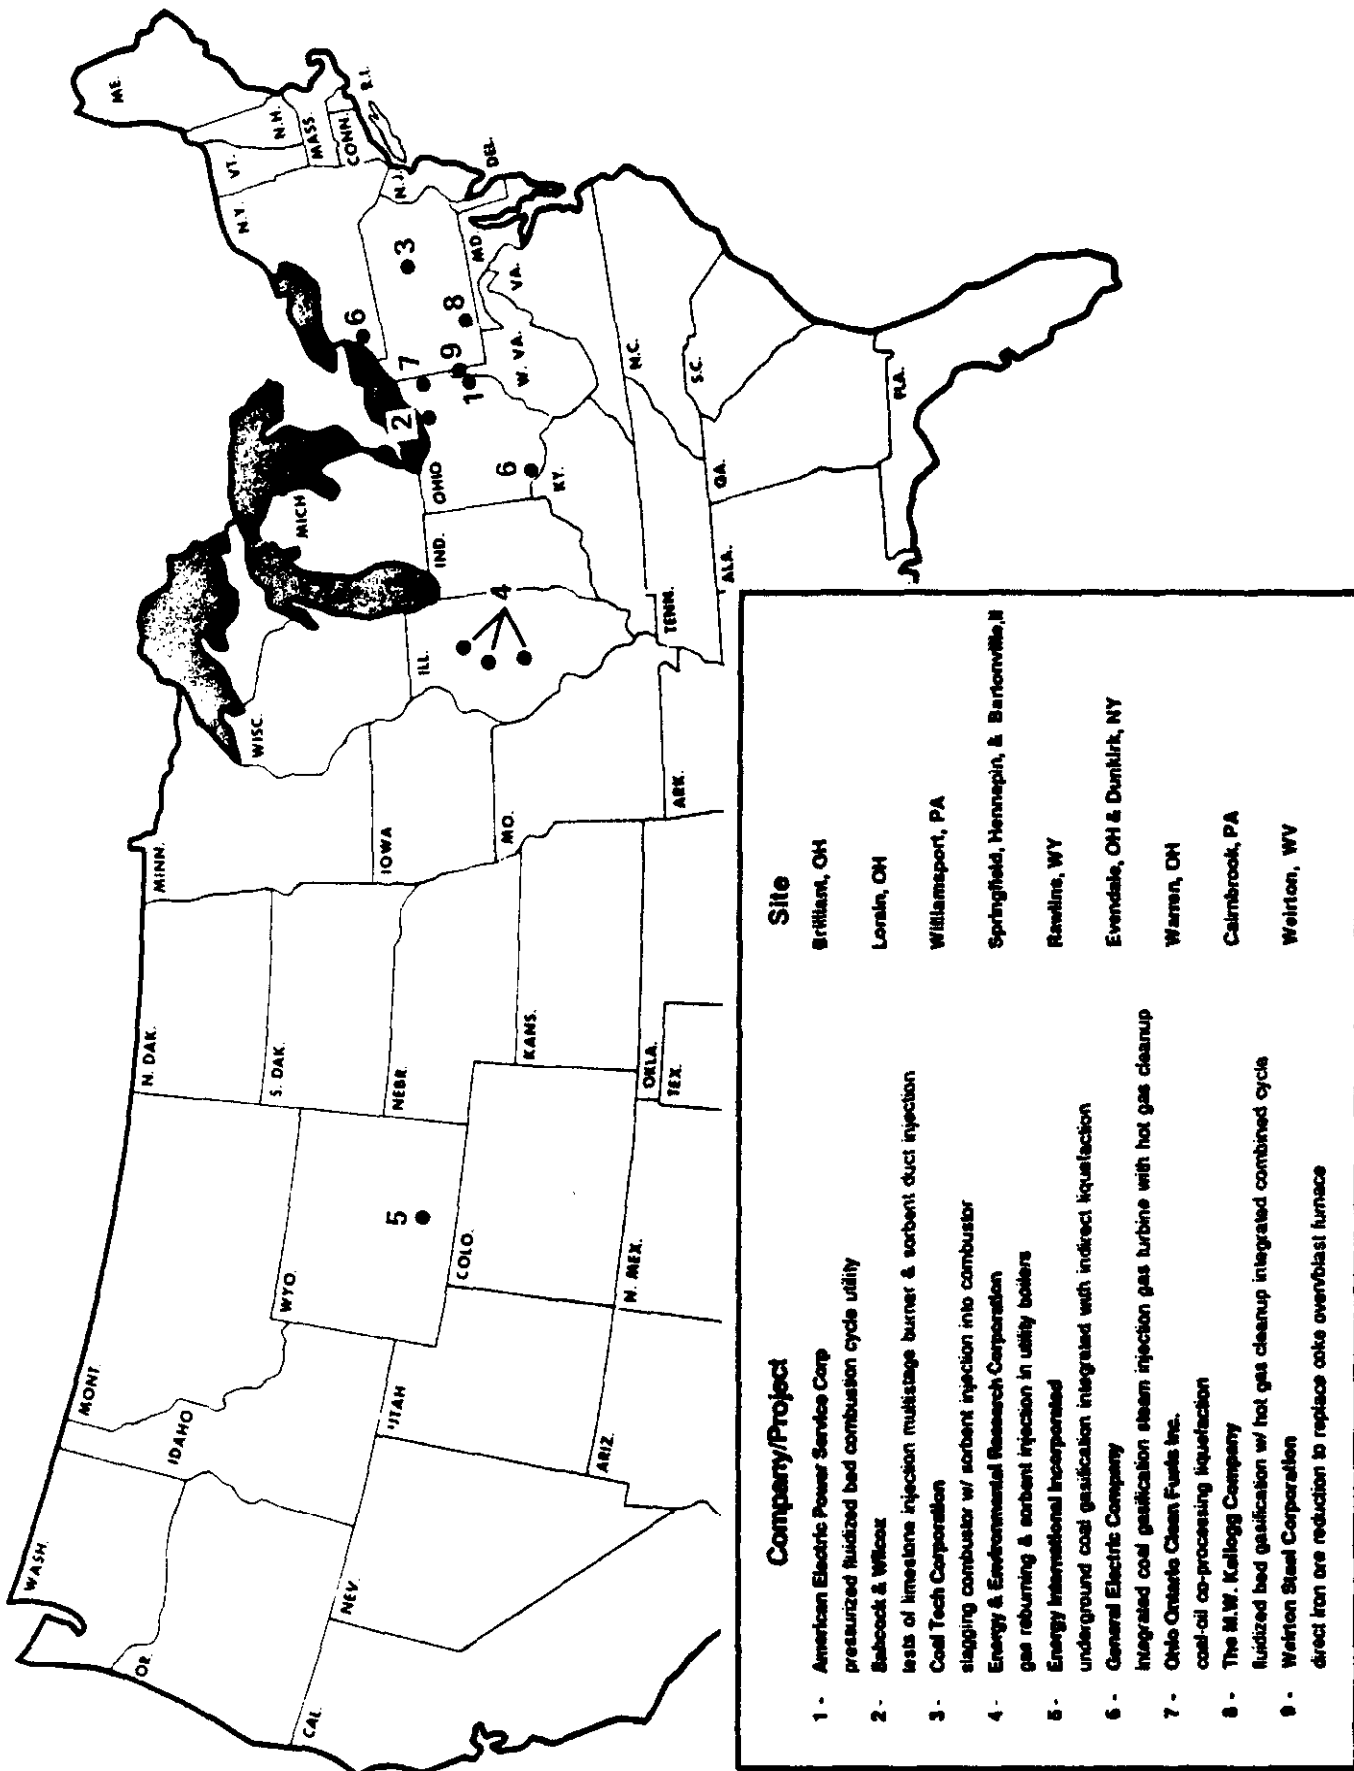 WASH.
MONT.
N. DAK.
MINN.
OR.
IDAHO
S. DAK.
WISC.
MICH
ME.
VT.
N.H.
N.Y.
MASS.
CONN.
R.I.
WYO.
NEBR.
IOWA
ILL.
IND.
OHIO
N.J.
DEL.
MD.
VA.
W. VA.
KY.
CAL.
NEV.
UTAH
COLO.
KANS.
MO.
ARIZ.
N. MEX.
OKLA.
TEX.
ARK.
TENN.
N.C.
S.C.
GA.
ALA.
FLA.
5
4
2
7
6
3
9
1
8
6
Company/Project Site
1 - American Electric Power Service Corp Brilliant, OH
pressurized fluidized bed combustion cycle utility
2 - Babcock & Wilcox Lorain, OH
tests of limestone injection multistage burner & sorbent duct injection
3 - Coal Tech Corporation Williamsport, PA
slagging combustor w/ sorbent injection into combustor
4 - Energy & Environmental Research Corporation Springfield, Hennepin, & Bartonville, Il
gas reburning & sorbent injection in utility boilers
5 - Energy International Incorporated Rawlins, WY
underground coal gasification integrated with indirect liquefaction
6 - General Electric Company Evendale, OH & Dunkirk, NY
integrated coal gasification steam injection gas turbine with hot gas cleanup
7 - Ohio Ontario Clean Fuels Inc. Warren, OH
coal-oil co-processing liquefaction
8 - The M.W. Kellogg Company Cairnbrook, PA
fluidized bed gasification w/ hot gas cleanup integrated combined cycle
9 - Weirton Steel Corporation Weirton, WV
direct iron ore reduction to replace coke oven/blast furnace